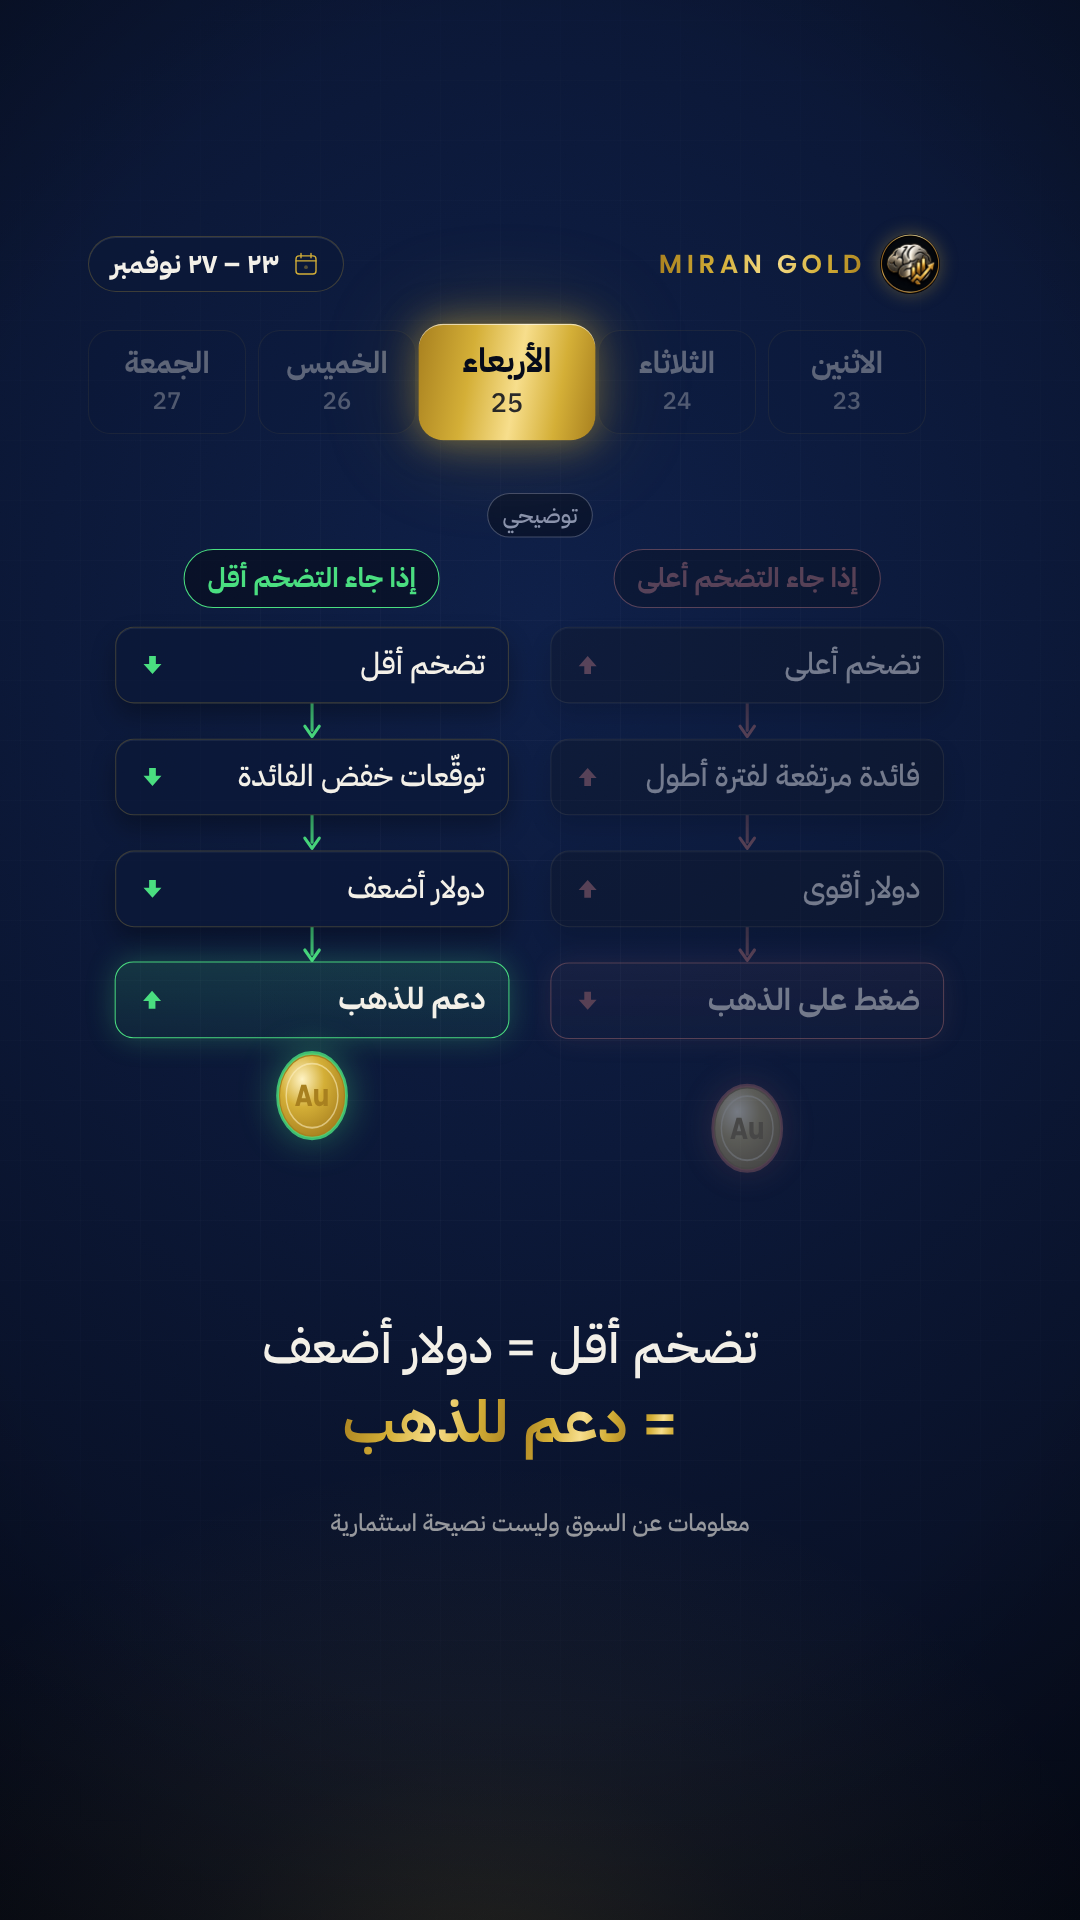 MIRAN GOLD
٢٣ – ٢٧ نوفمبر
الاثنين
23
الثلاثاء
24
الأربعاء
25
الخميس
26
الجمعة
27
توضيحي
إذا جاء التضخم أعلى
تضخم أعلى
فائدة مرتفعة لفترة أطول
دولار أقوى
ضغط على الذهب
Au
إذا جاء التضخم أقل
تضخم أقل
توقّعات خفض الفائدة
دولار أضعف
دعم للذهب
Au
تضخم أقل = دولار أضعف
= دعم للذهب
معلومات عن السوق وليست نصيحة استثمارية